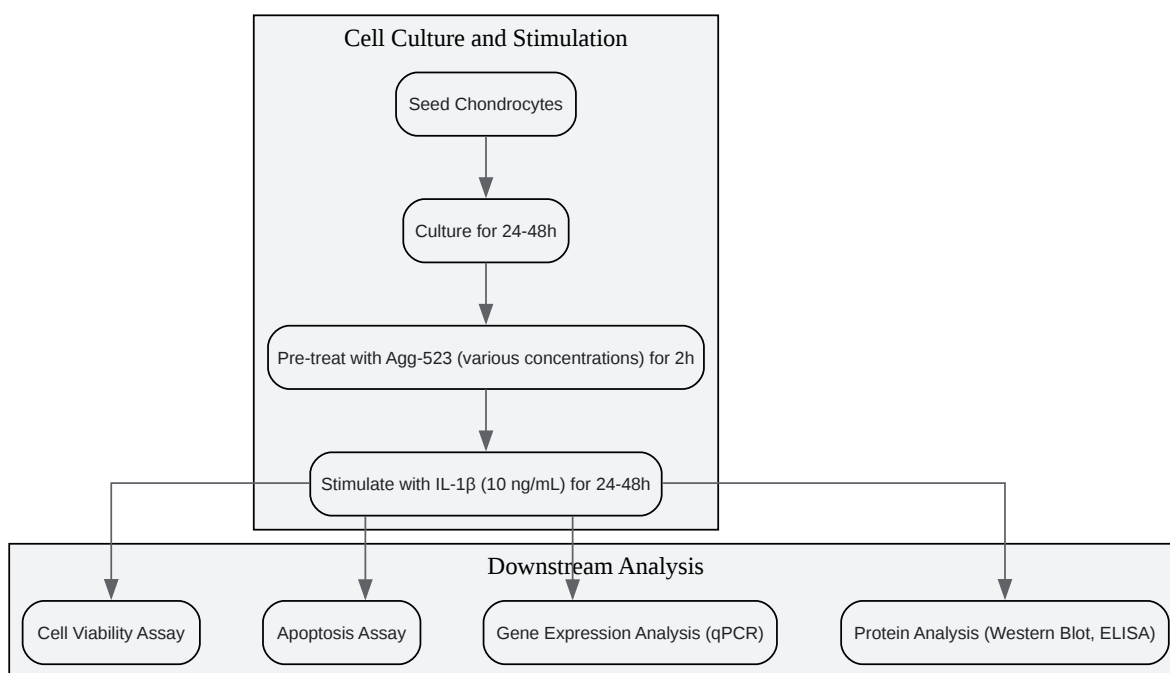 Cell Culture and Stimulation
Seed Chondrocytes
Culture for 24-48h
Pre-treat with Agg-523 (various concentrations) for 2h
Stimulate with IL-1β (10 ng/mL) for 24-48h
Downstream Analysis
Cell Viability Assay
Apoptosis Assay
Gene Expression Analysis (qPCR)
Protein Analysis (Western Blot, ELISA)